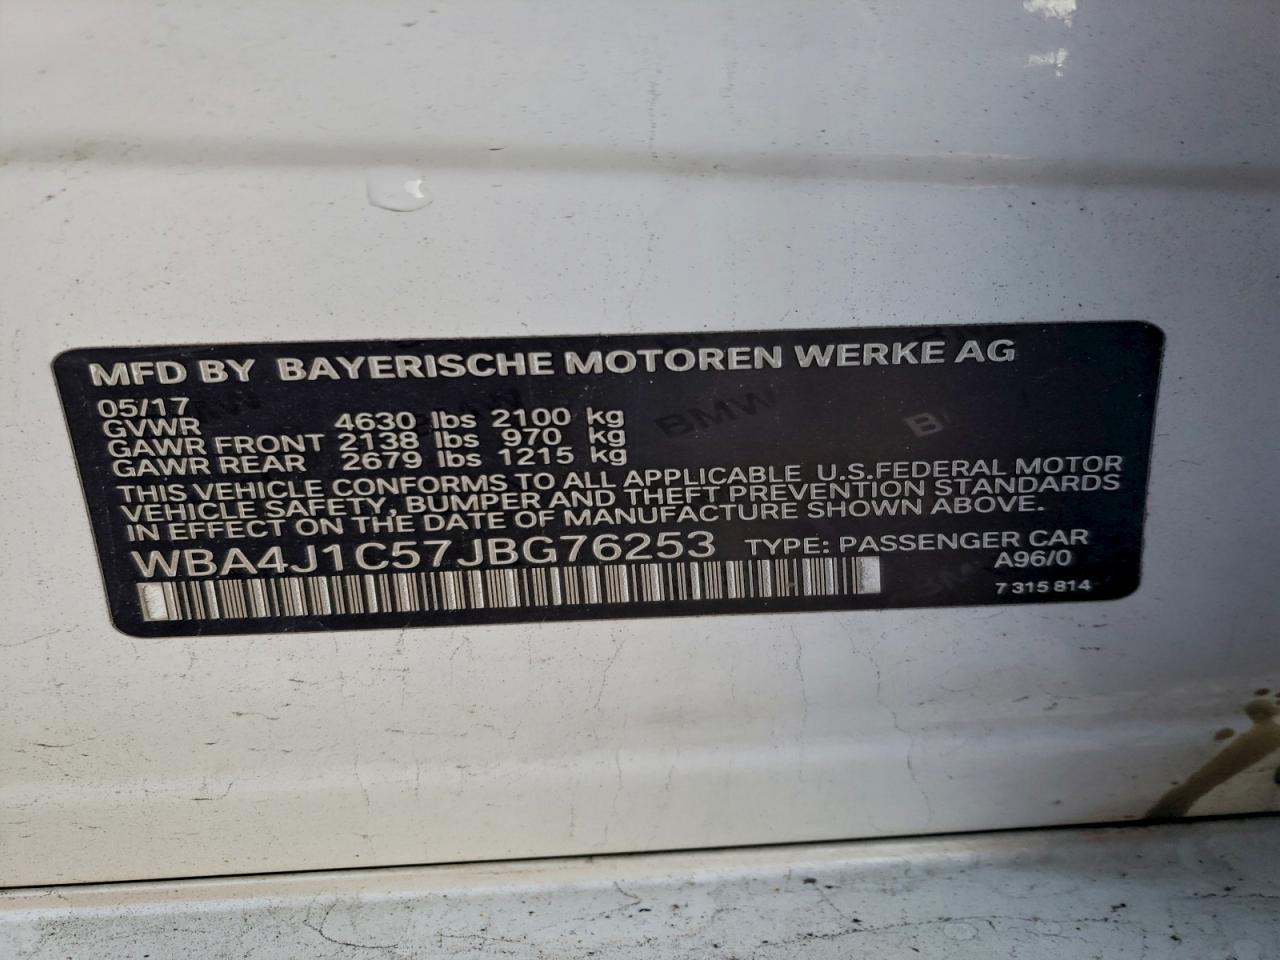 MFD BY BAYERISCHE MOTOREN WERKE AG
05/17
GVWR 4630 lbs 2100 kg
GAWR FRONT 2138 lbs 970 kg
GAWR REAR 2679 lbs 1215 kg
THIS VEHICLE CONFORMS TO ALL APPLICABLE U.S.FEDERAL MOTOR
VEHICLE SAFETY, BUMPER AND THEFT PREVENTION STANDARDS
IN EFFECT ON THE DATE OF MANUFACTURE SHOWN ABOVE.
WBA4J1C57JBG76253 TYPE: PASSENGER CAR
A96/0
7 315 814
BMW